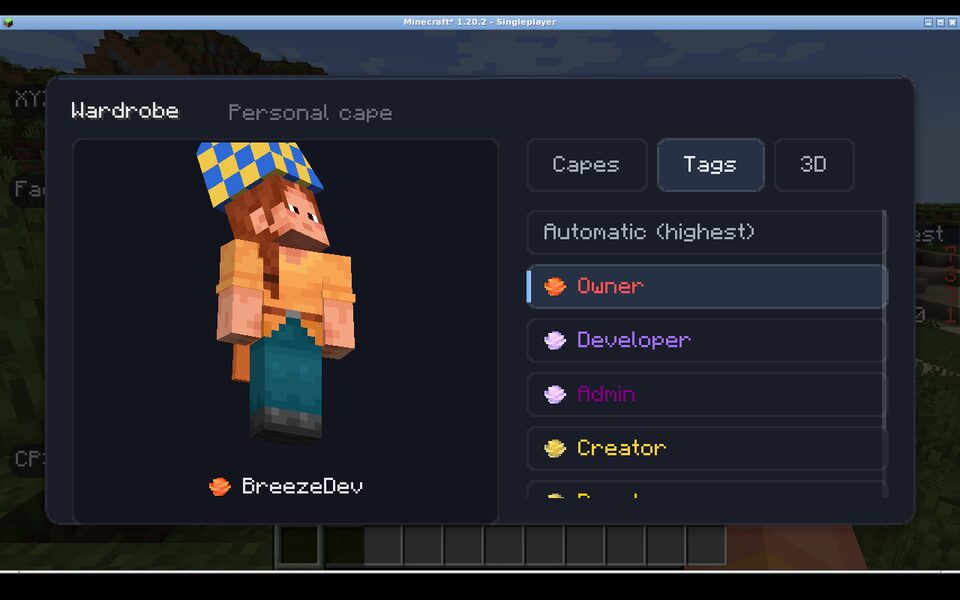 Minecraft* 1.20.2 - Singleplayer
Wardrobe
Personal cape
Capes
Tags
3D
Automatic (highest)
Owner
Developer
Admin
Creator
BreezeDev